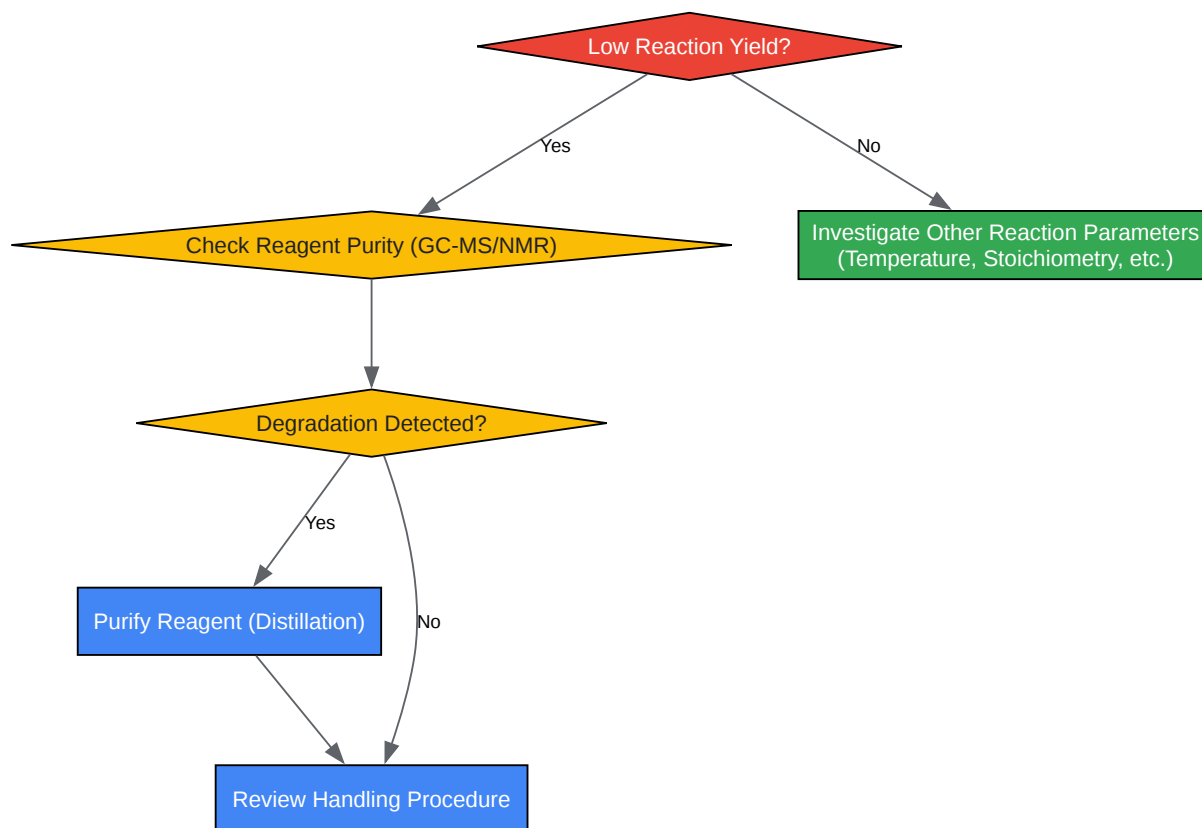 Low Reaction Yield?
Yes
No
Check Reagent Purity (GC-MS/NMR)
Investigate Other Reaction Parameters
(Temperature, Stoichiometry, etc.)
Degradation Detected?
Yes
Purify Reagent (Distillation)
No
Review Handling Procedure